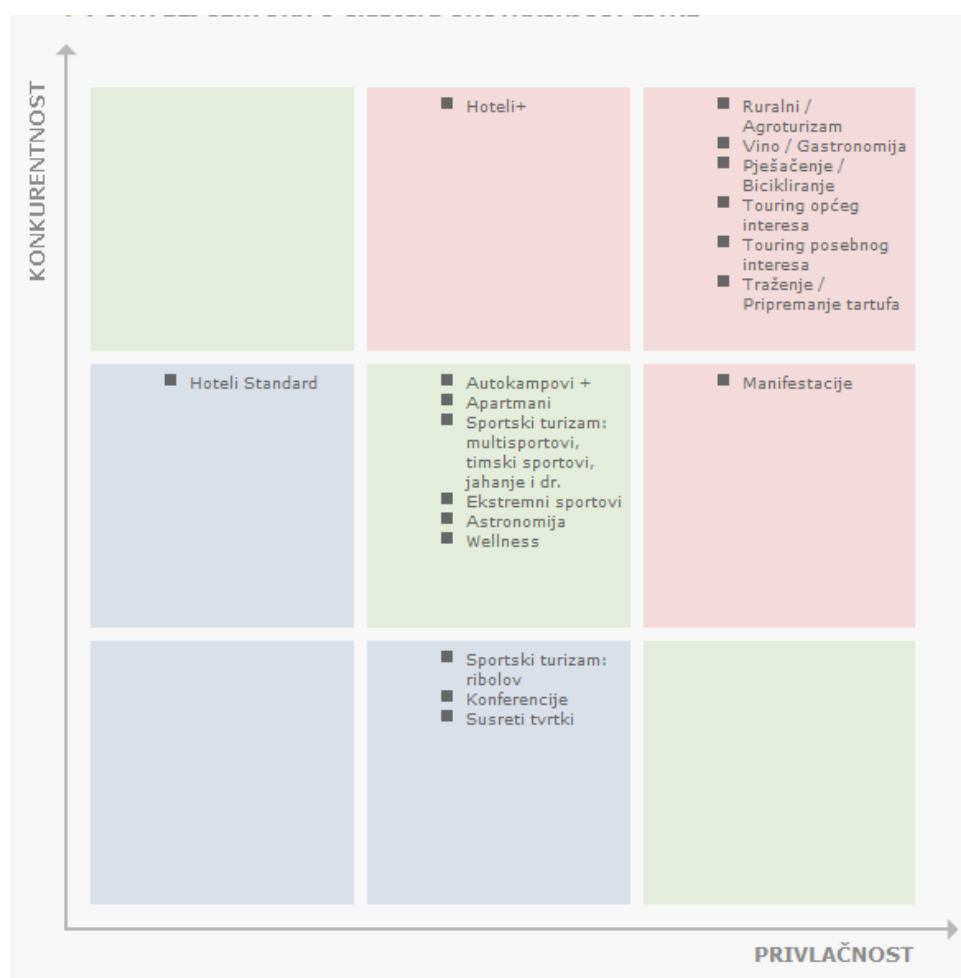 KONKURENTNOST
Hoteli+
Ruralni /
Agroturizam
Vino / Gastronomija
Pješačenje /
Bicikliranje
Touring općeg
interesa
Touring posebnog
interesa
Traženje /
Pripremanje tartufa
Hoteli Standard
Autokampovi +
Apartmani
Sportski turizam:
multisportovi,
timski sportovi,
jahanje i dr.
Ekstremni sportovi
Astronomija
Wellness
Manifestacije
Sportski turizam:
ribolov
Konferencije
Susreti tvrtki
PRIVLAČNOST